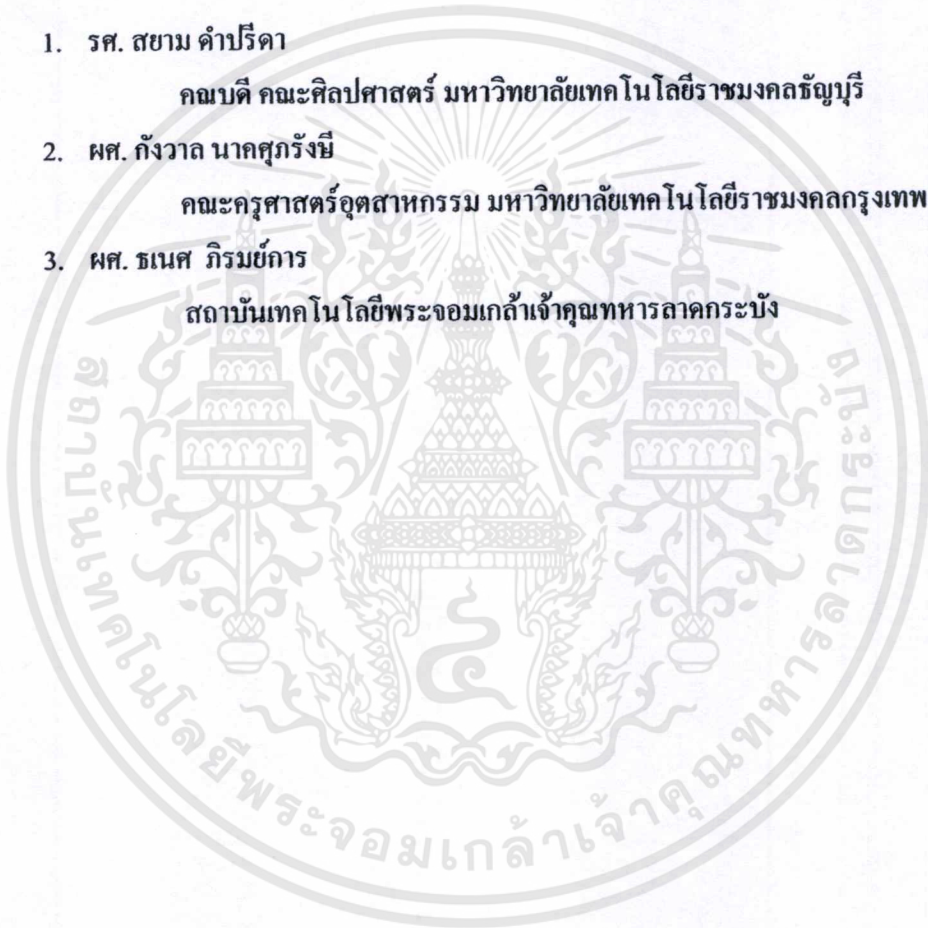 1. รศ. สยาม คำปรีดา
คณบดี คณะศิลปศาสตร์ มหาวิทยาลัยเทคโนโลยีราชมงคลธัญบุรี
2. ผศ. กังวาล นาคศุภรังษี
คณะครุศาสตร์อุตสาหกรรม มหาวิทยาลัยเทคโนโลยีราชมงคลกรุงเทพ
3. ผศ. ธเนศ ภิรมย์การ
สถาบันเทคโนโลยีพระจอมเกล้าเจ้าคุณทหารลาดกระบัง
สถาบันเทคโนโลยีพระจอมเกล้าเจ้าคุณทหารลาดกระบัง
๔